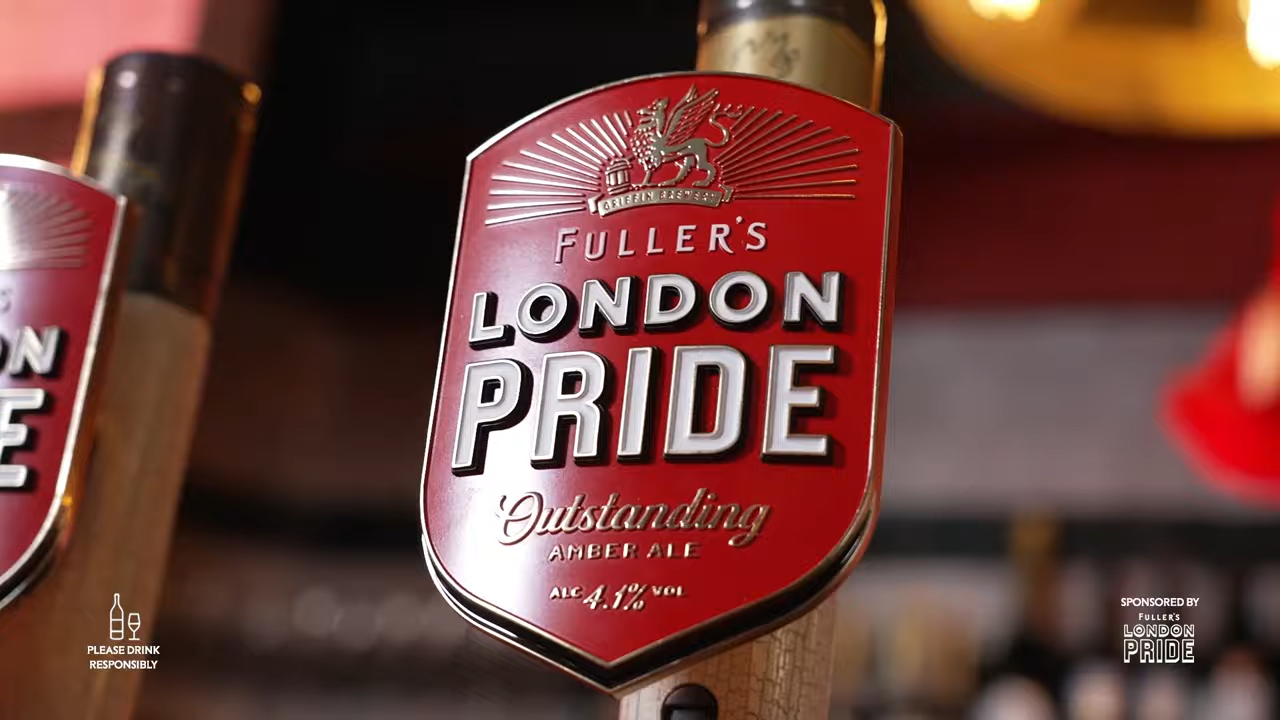 GRIFFIN BREWERY
FULLER'S
LONDON
PRIDE
Outstanding
AMBER ALE
ALC 4.1% VOL
ON
E
PLEASE DRINK
RESPONSIBLY
SPONSORED BY
FULLER'S
LONDON
PRIDE